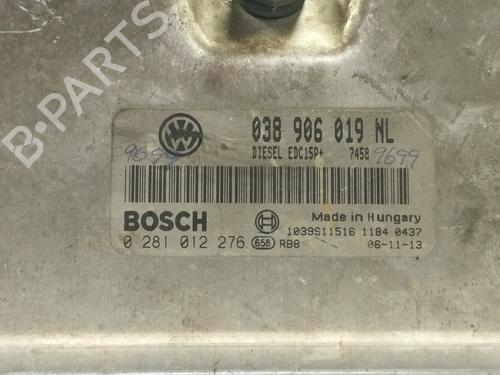 038 906 019 NL
DIESEL EDC15P+ 7458
9699 9699
BOSCH Made in Hungary
1039S11516 1184 0437
0 281 012 276 658 RB8 06-11-13
B-PARTS